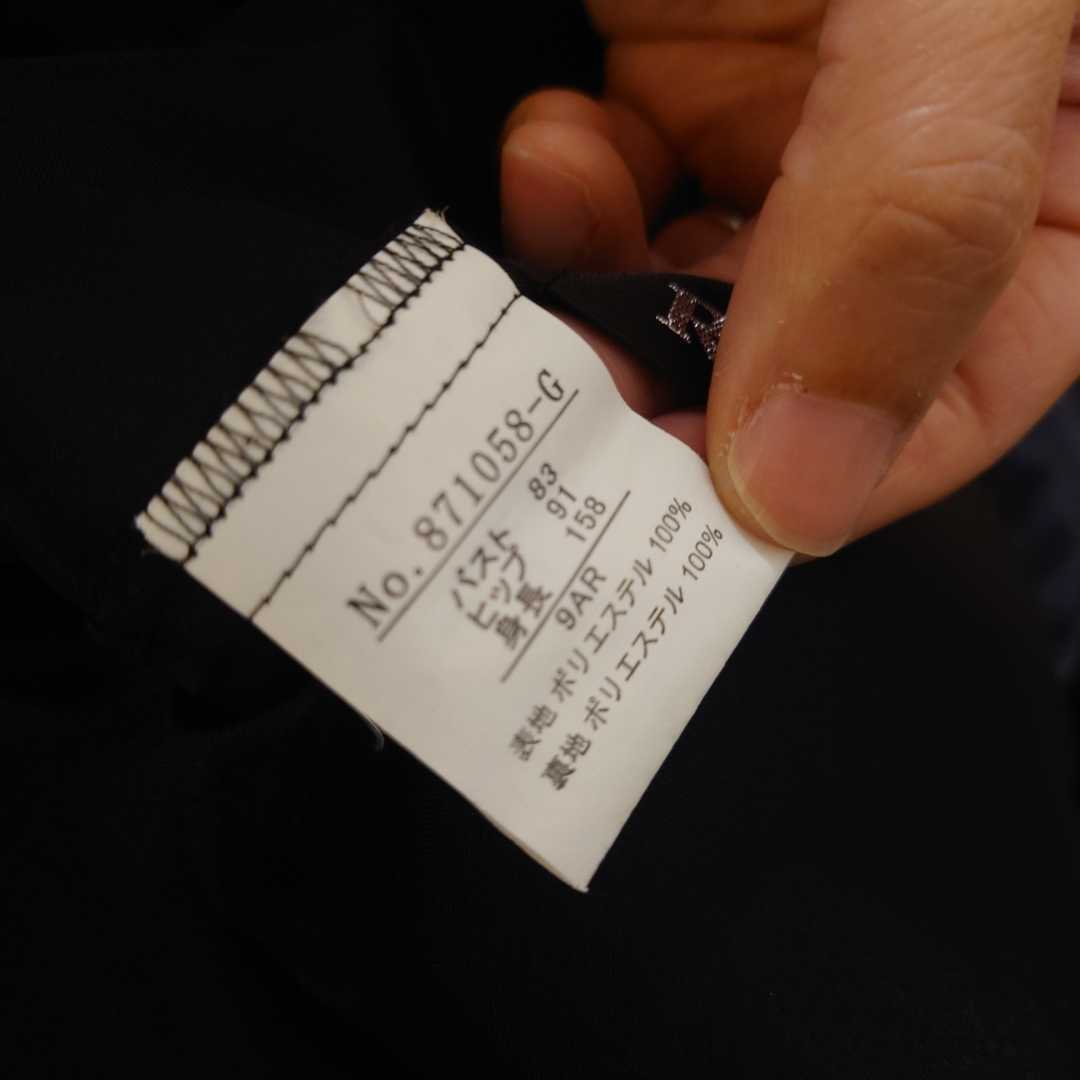 No. 871058-G
バスト 83
ヒップ 91
身長 158
9AR
表地 ポリエステル 100%
裏地 ポリエステル 100%